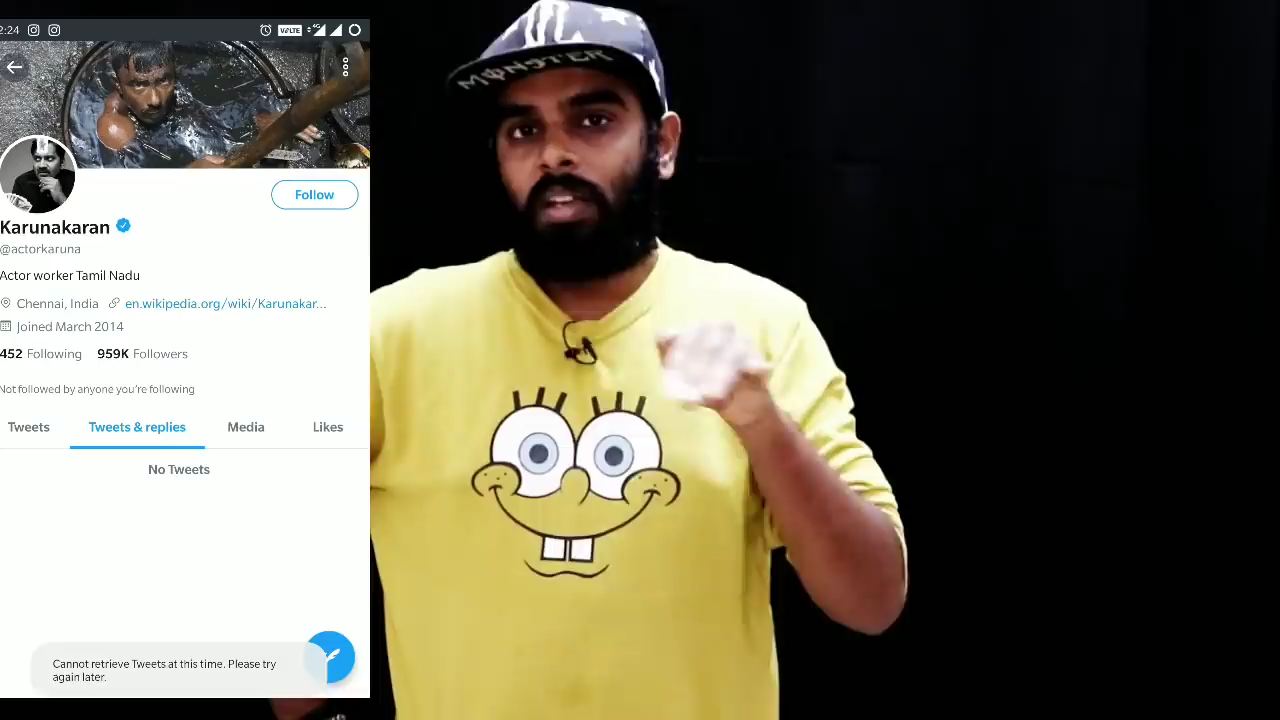 2:24
VoLTE
4G
MONSTER
Follow
Karunakaran
@actorkaruna
Actor worker Tamil Nadu
Chennai, India en.wikipedia.org/wiki/Karunakar...
Joined March 2014
452 Following 959K Followers
Not followed by anyone you're following
Tweets Tweets & replies Media Likes
No Tweets
Cannot retrieve Tweets at this time. Please try
again later.